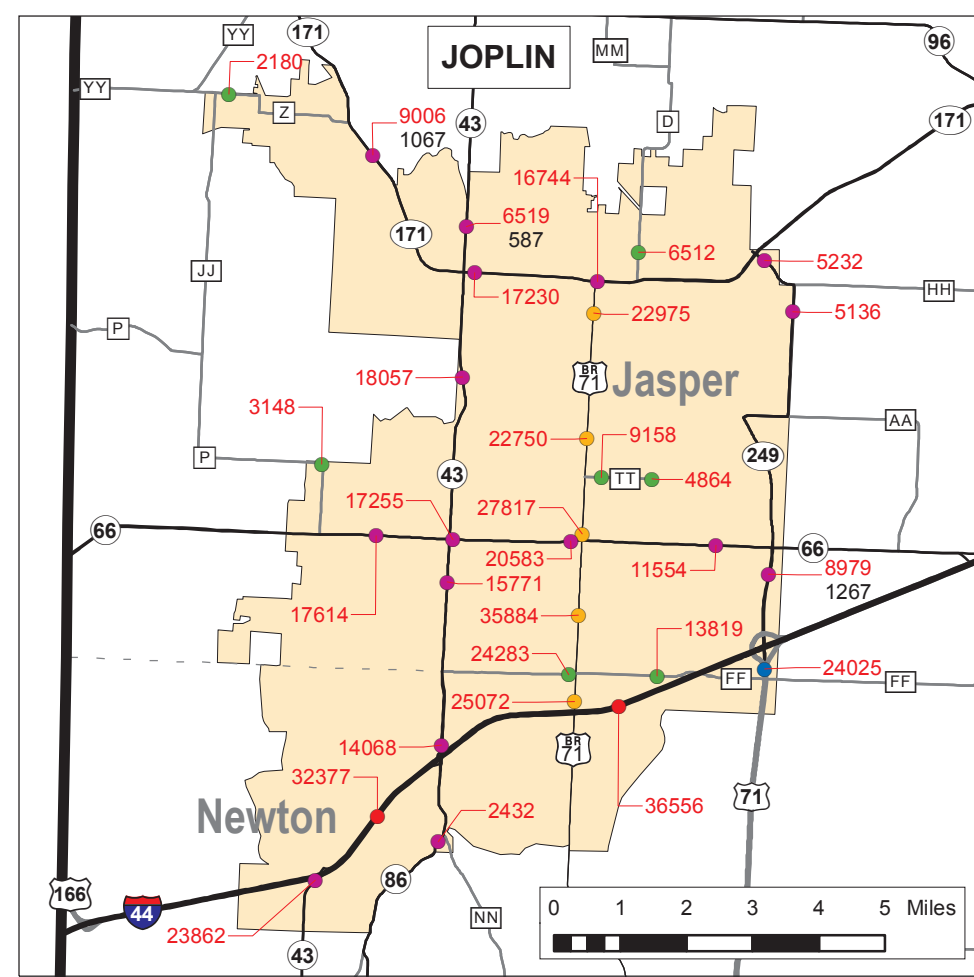 171
YY
MM
96
JOPLIN
2180
YY
Z
9006
1067
43
D
171
16744
6519
587
171
6512
5232
JJ
HH
17230
22975
5136
P
BR
71
Jasper
18057
3148
22750
9158
AA
P
43
TT
4864
249
17255
27817
66
66
20583
11554
8979
1267
15771
17614
35884
13819
24283
24025
FF
FF
25072
14068
BR
71
32377
36556
71
Newton
2432
86
166
44
0 1 2 3 4 5 Miles
NN
23862
43